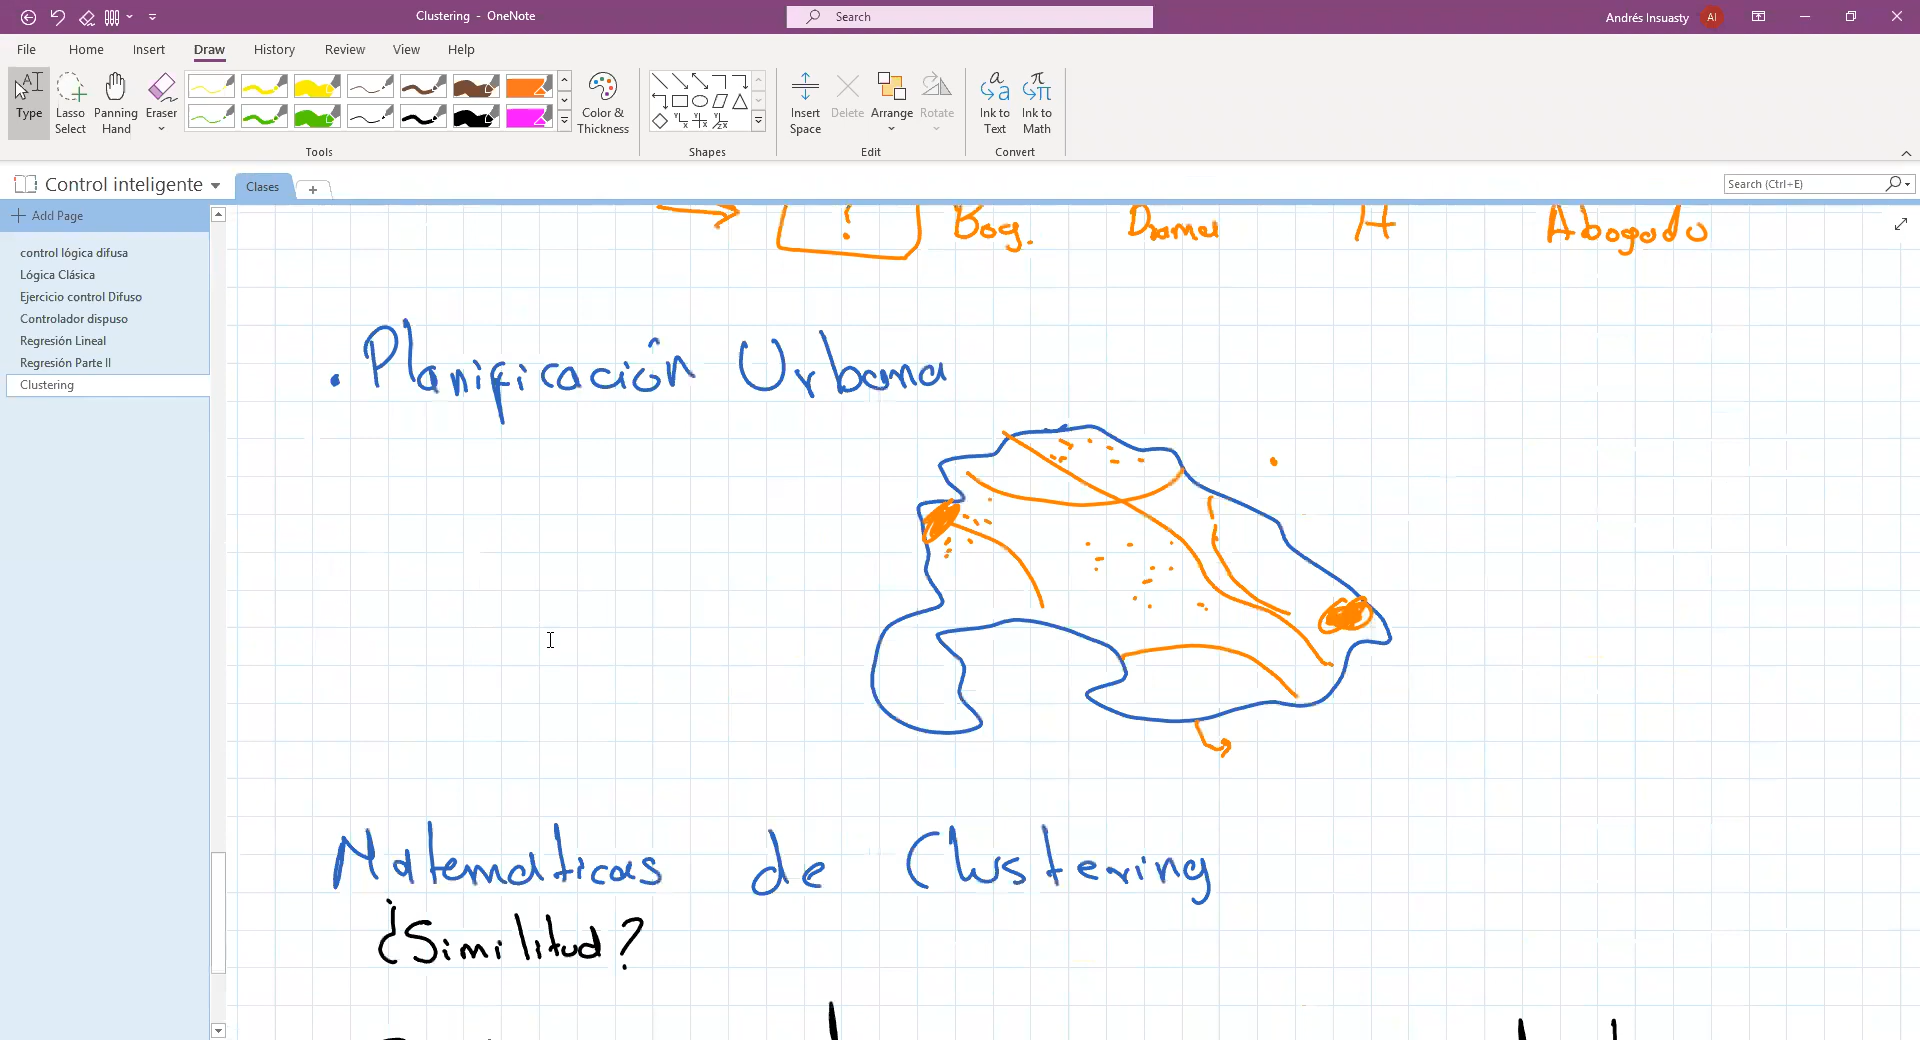 Clustering - OneNote
Search
Andrés Insuasty
AI
File Home Insert Draw History Review View Help
Type
Lasso Select
Panning Hand
Eraser
Color & Thickness
Insert Space
Delete
Arrange
Rotate
Ink to Text
Ink to Math
Tools
Shapes
Edit
Convert
Control inteligente
Clases
Search (Ctrl+E)
Add Page
control lógica difusa
Lógica Clásica
Ejercicio control Difuso
Controlador dispuso
Regresión Lineal
Regresión Parte II
Clustering
? Bog. Drama H Abogado
. Planificación Urbana
Matematicas de Clustering
¿Similitud?